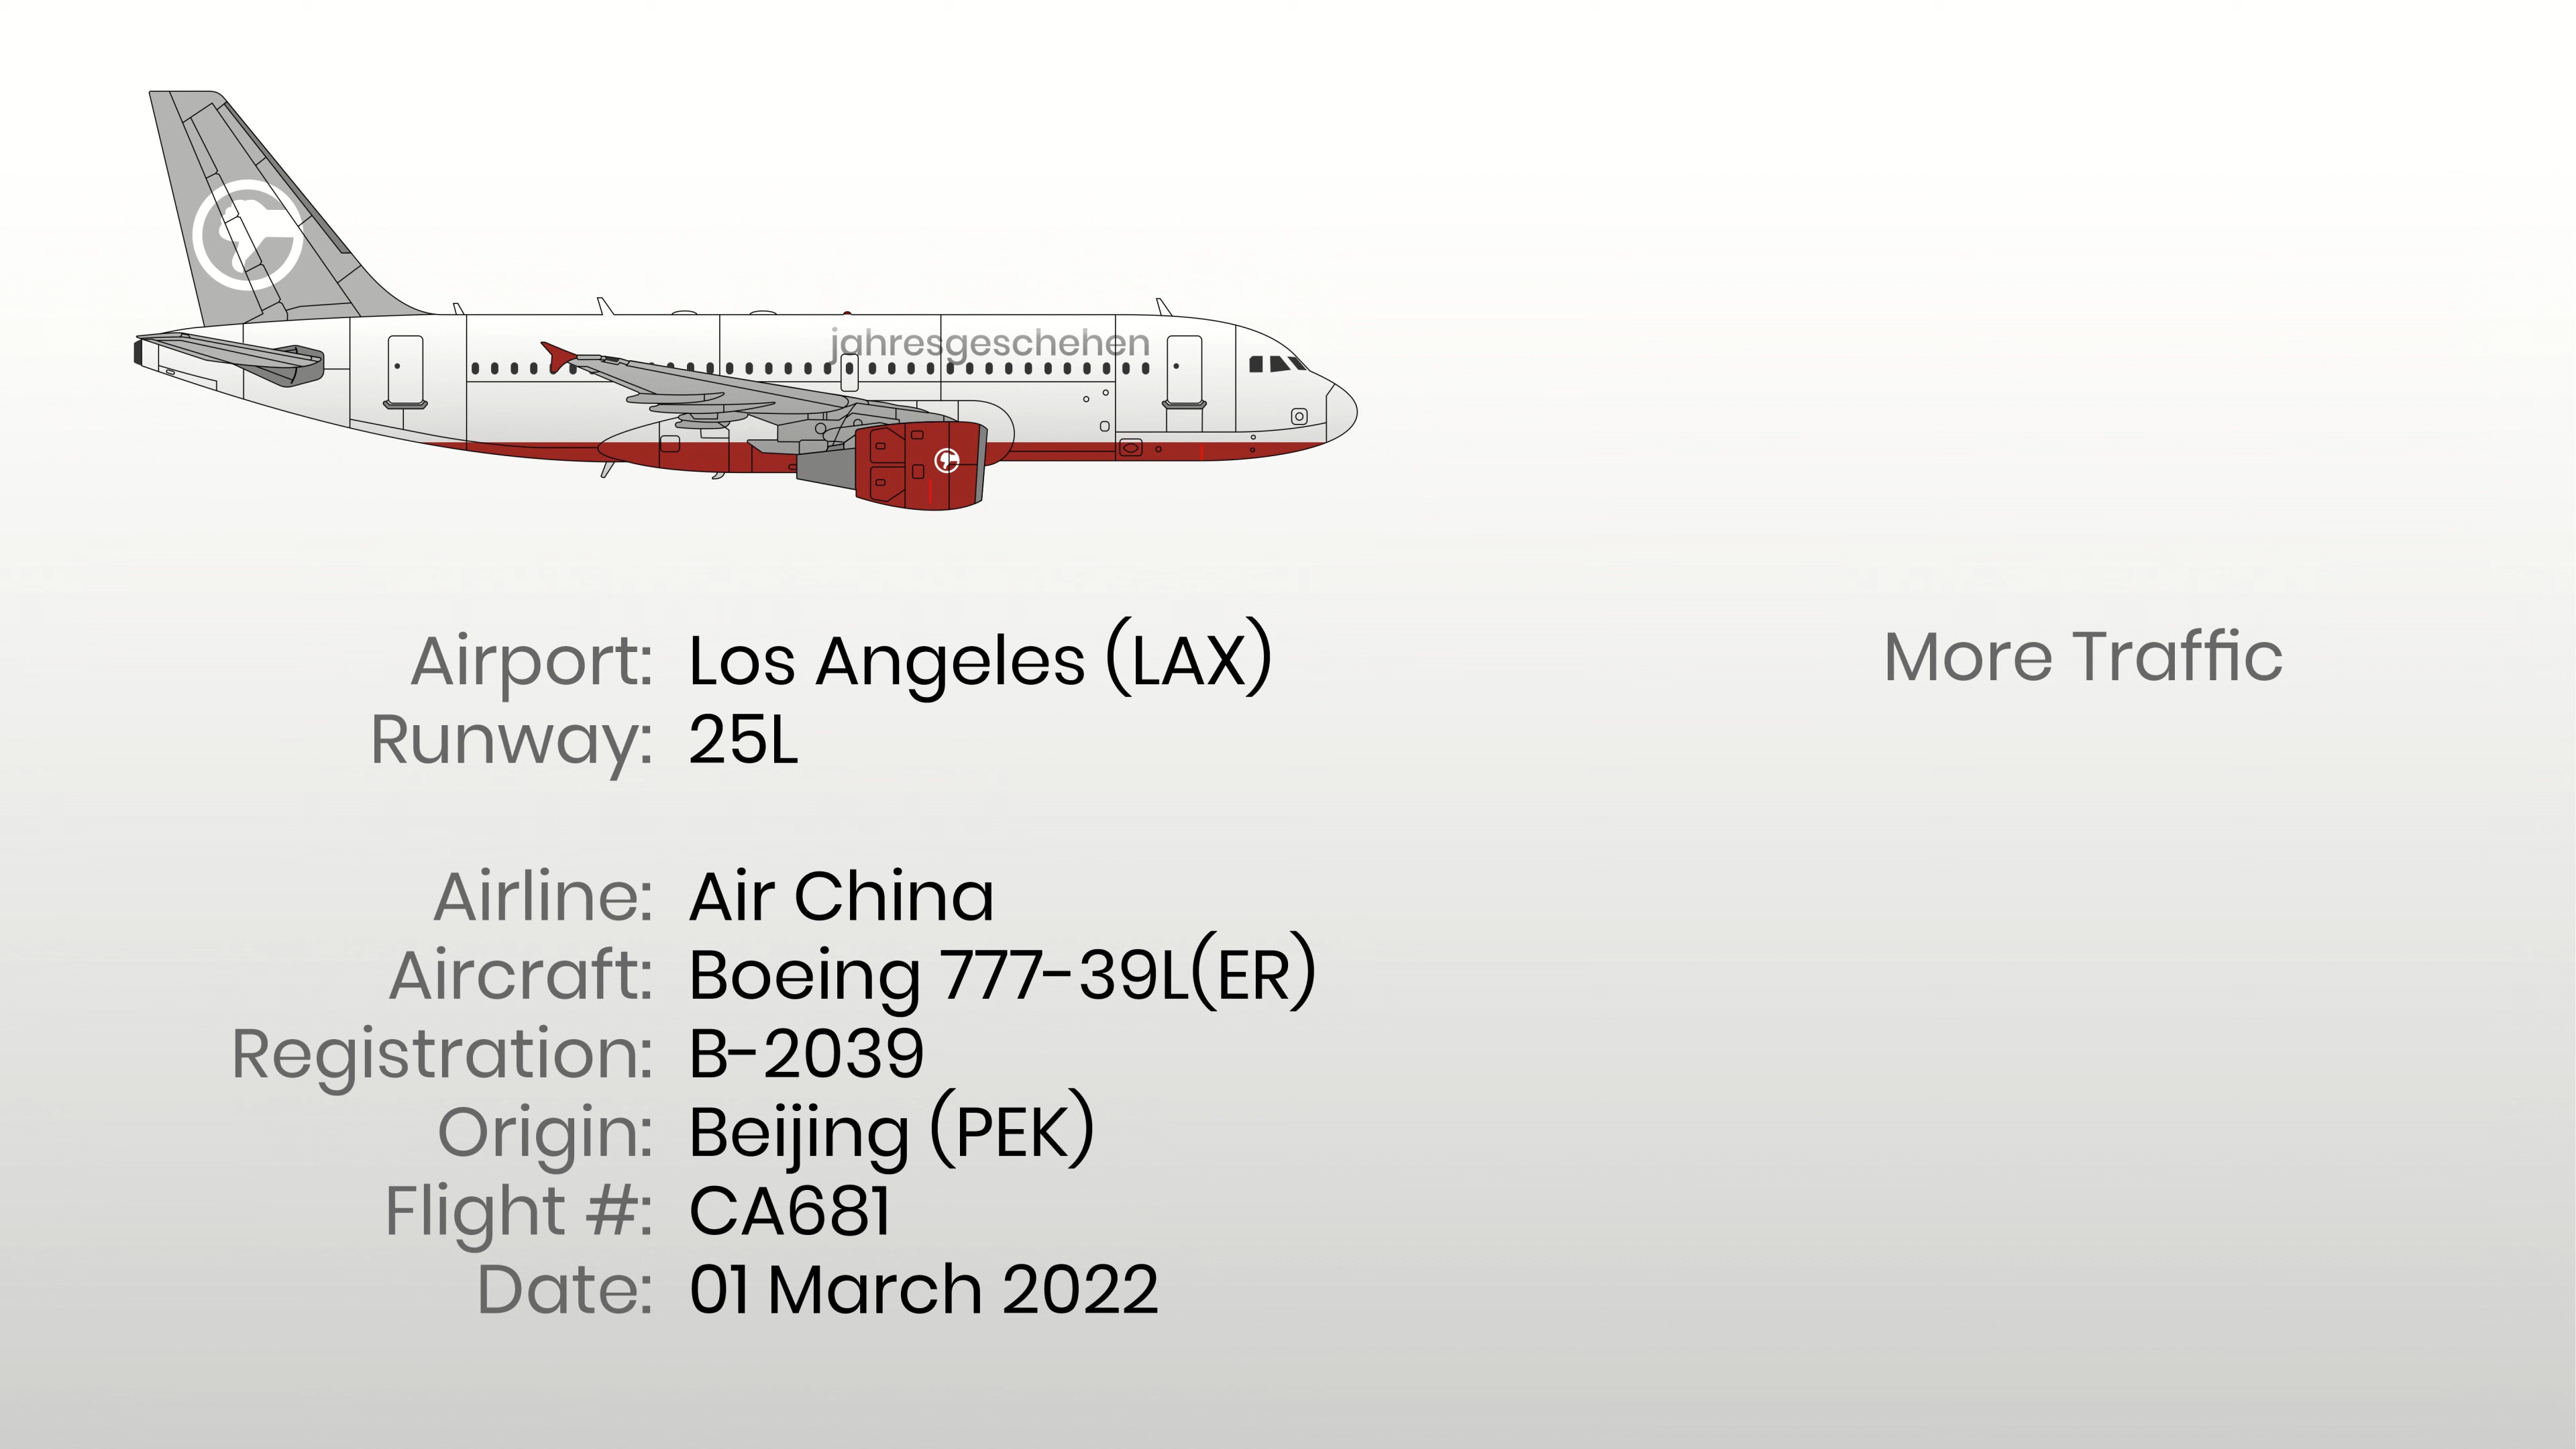 jahresgeschehen
Airport: Los Angeles (LAX)
Runway: 25L
Airline: Air China
Aircraft: Boeing 777-39L(ER)
Registration: B-2039
Origin: Beijing (PEK)
Flight #: CA681
Date: 01 March 2022
More Traffic